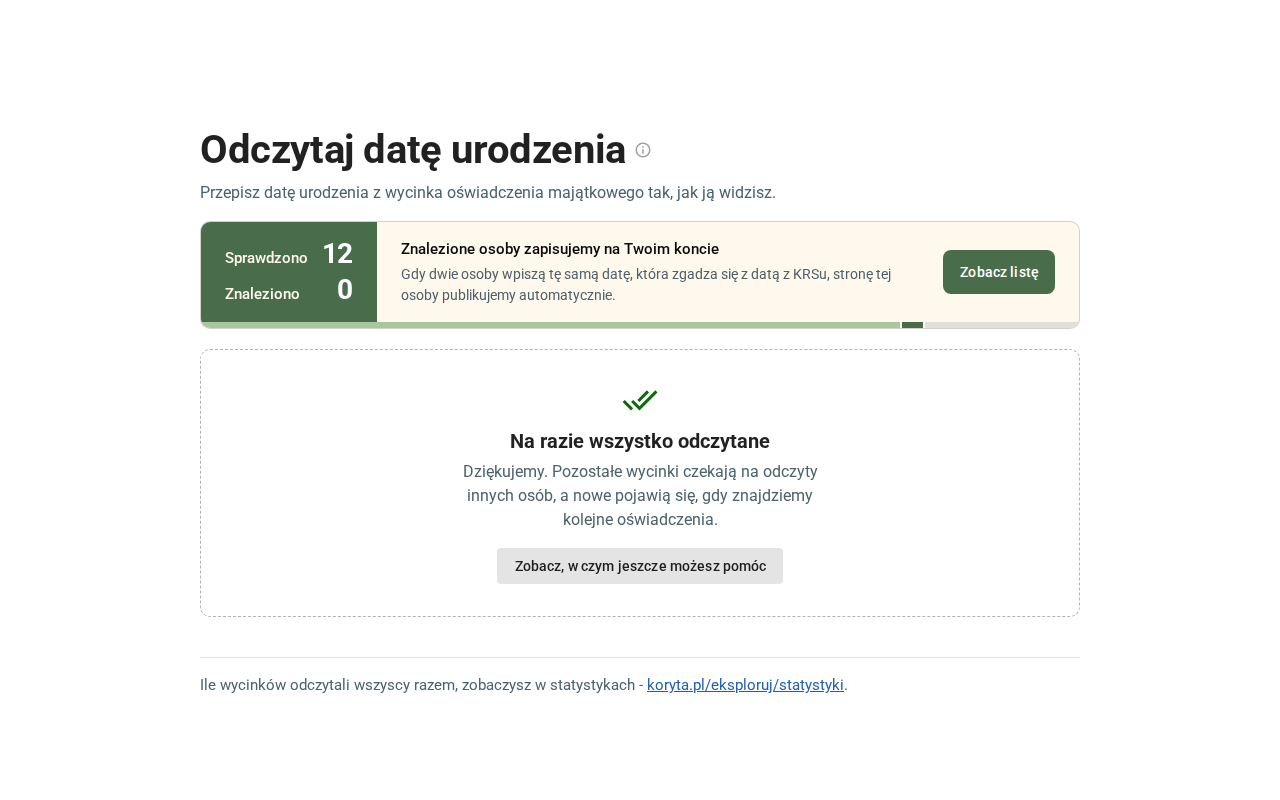 Odczytaj datę urodzenia
Przepisz datę urodzenia z wycinka oświadczenia majątkowego tak, jak ją widzisz.
Sprawdzono 12
Znaleziono 0
Znalezione osoby zapisujemy na Twoim koncie
Gdy dwie osoby wpiszą tę samą datę, która zgadza się z datą z KRSu, stronę tej
osoby publikujemy automatycznie.
Zobacz listę
Na razie wszystko odczytane
Dziękujemy. Pozostałe wycinki czekają na odczyty
innych osób, a nowe pojawią się, gdy znajdziemy
kolejne oświadczenia.
Zobacz, w czym jeszcze możesz pomóc
Ile wycinków odczytali wszyscy razem, zobaczysz w statystykach - koryta.pl/eksploruj/statystyki.